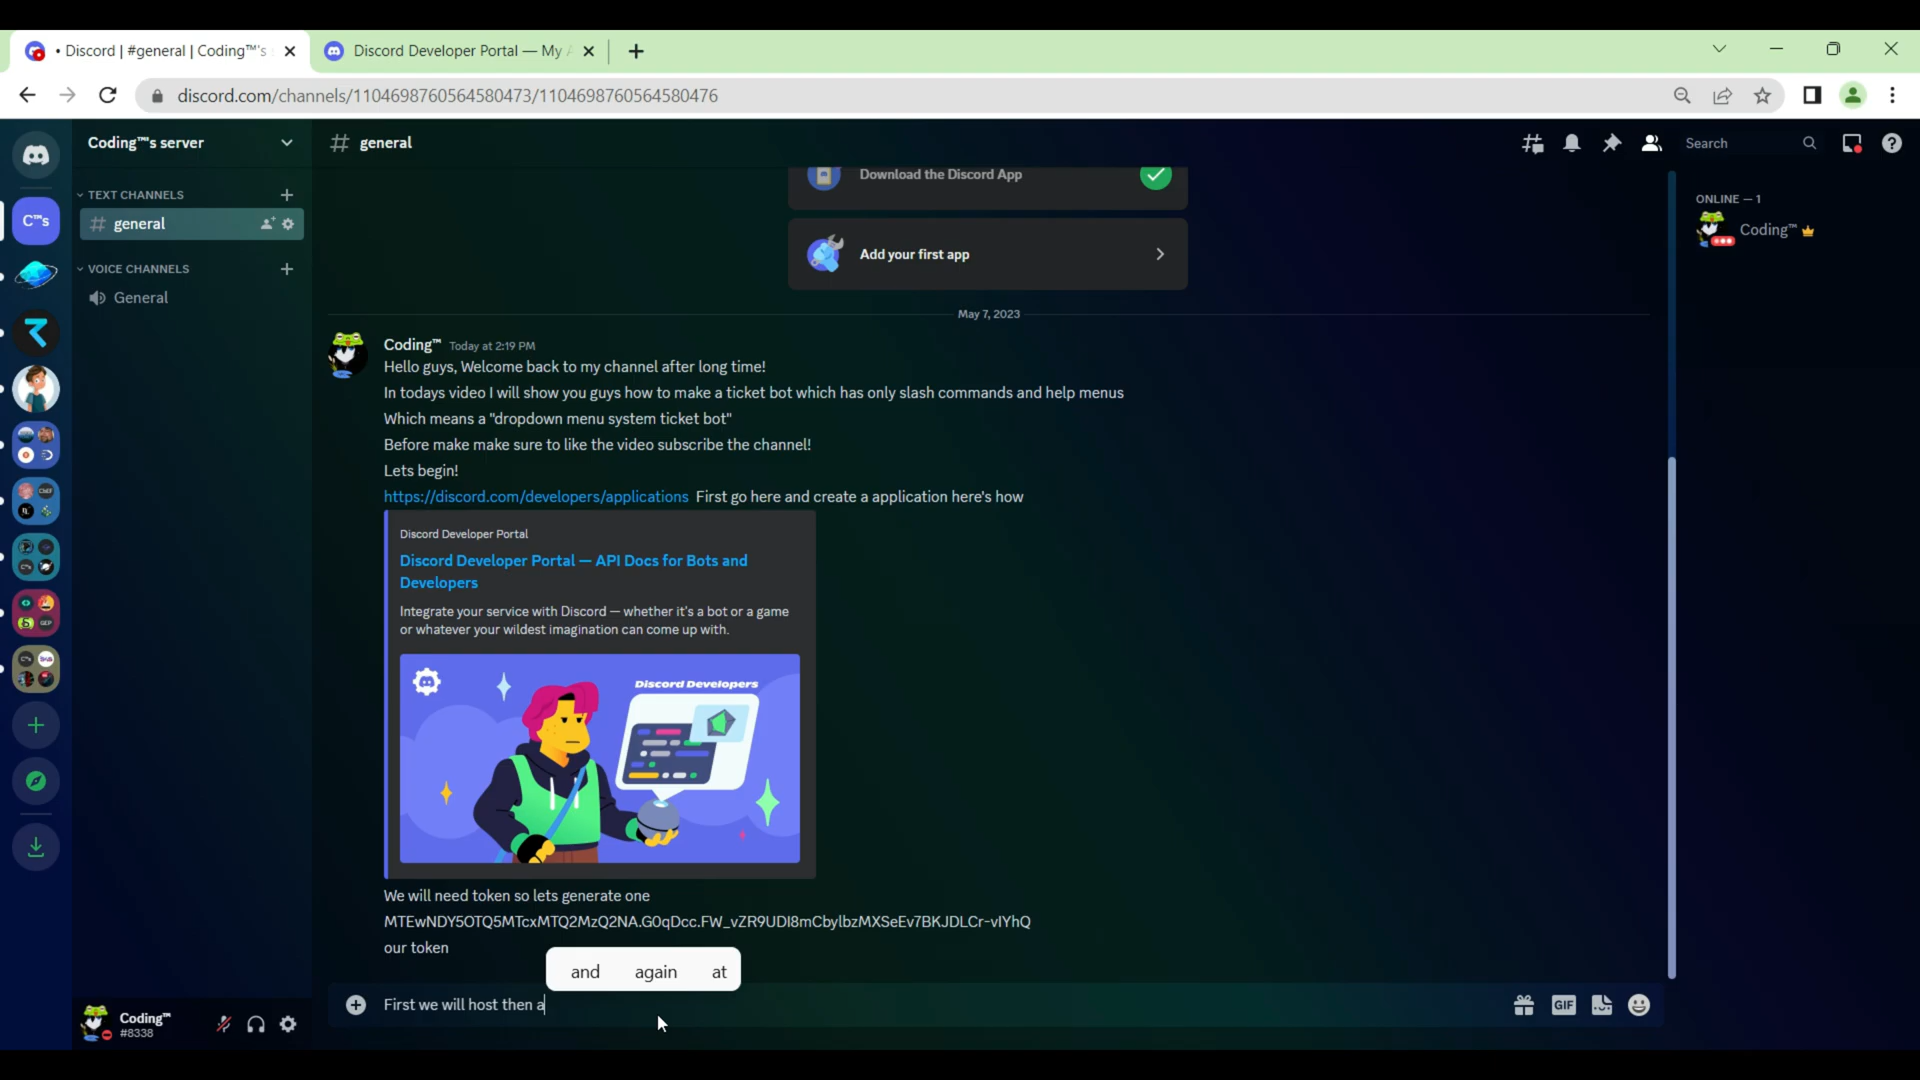 • Discord | #general | Coding™'s
Discord Developer Portal — My
discord.com/channels/1104698760564580473/1104698760564580476
Coding™'s server
general
Search
TEXT CHANNELS
general
VOICE CHANNELS
General
C™s
Download the Discord App
Add your first app
May 7, 2023
Coding™ Today at 2:19 PM
Hello guys, Welcome back to my channel after long time!
In todays video I will show you guys how to make a ticket bot which has only slash commands and help menus
Which means a "dropdown menu system ticket bot"
Before make make sure to like the video subscribe the channel!
Lets begin!
https://discord.com/developers/applications First go here and create a application here's how
Discord Developer Portal
Discord Developer Portal — API Docs for Bots and
Developers
Integrate your service with Discord — whether it's a bot or a game
or whatever your wildest imagination can come up with.
Discord Developers
We will need token so lets generate one
MTEwNDY5OTQ5MTcxMTQ2MzQ2NA.G0qDcc.FW_vZR9UDI8mCbylbzMXSeEv7BKJDLCr-vIYhQ
our token
and again at
First we will host then a
GIF
ONLINE — 1
Coding™
Coding™
#8338